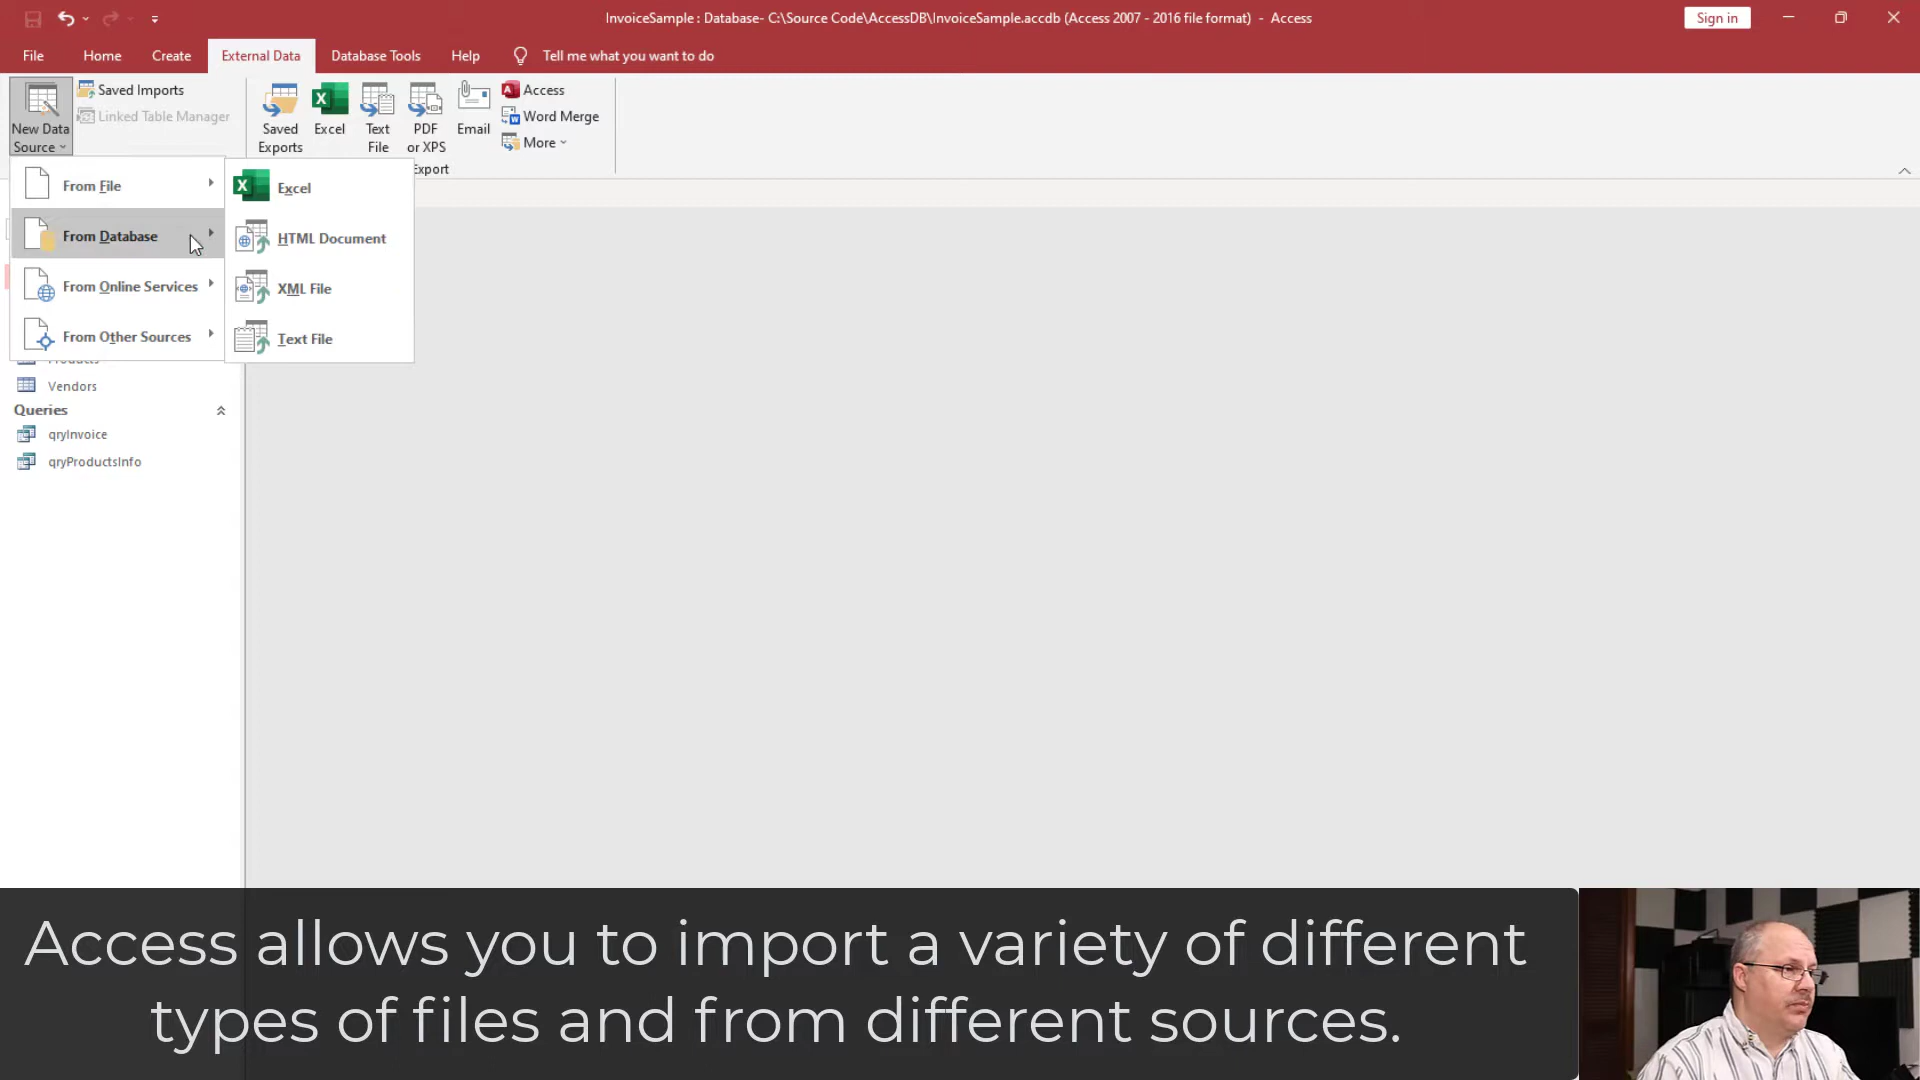 InvoiceSample : Database- C:\Source Code\AccessDB\InvoiceSample.accdb (Access 2007 - 2016 file format) - Access
Sign in
File
Home
Create
External Data
Database Tools
Help
Tell me what you want to do
New Data
Source
Saved Imports
Linked Table Manager
Saved
Exports
Excel
Text
File
PDF
or XPS
Email
Access
Word Merge
More
Export
From File
From Database
From Online Services
From Other Sources
Excel
HTML Document
XML File
Text File
Products
Vendors
Queries
qryInvoice
qryProductsInfo
Access allows you to import a variety of different
types of files and from different sources.